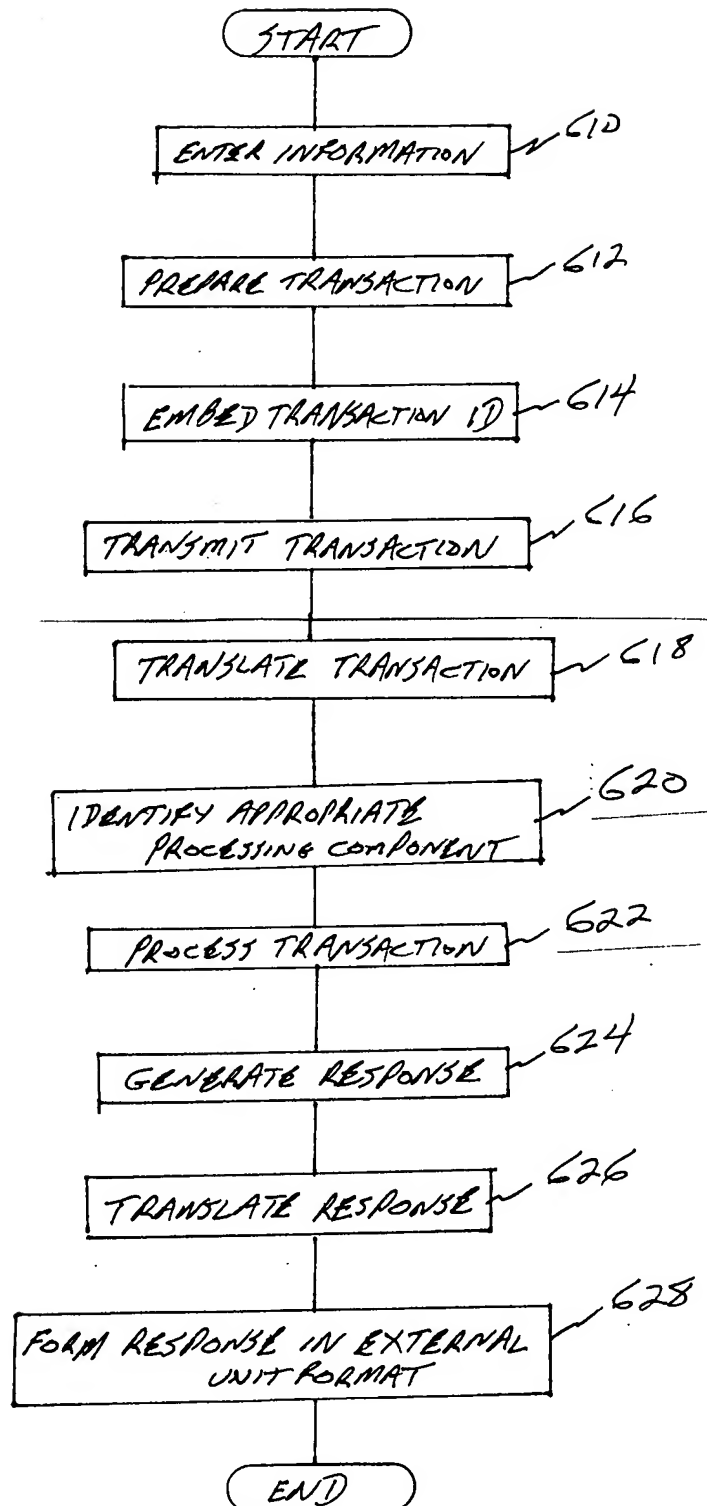 START
ENTER INFORMATION
610
PREPARE TRANSACTION
612
EMBED TRANSACTION ID
614
TRANSMIT TRANSACTION
616
TRANSLATE TRANSACTION
618
IDENTIFY APPROPRIATE
PROCESSING COMPONENT
620
PROCESS TRANSACTION
622
GENERATE RESPONSE
624
TRANSLATE RESPONSE
626
FORM RESPONSE IN EXTERNAL
UNIT FORMAT
628
END